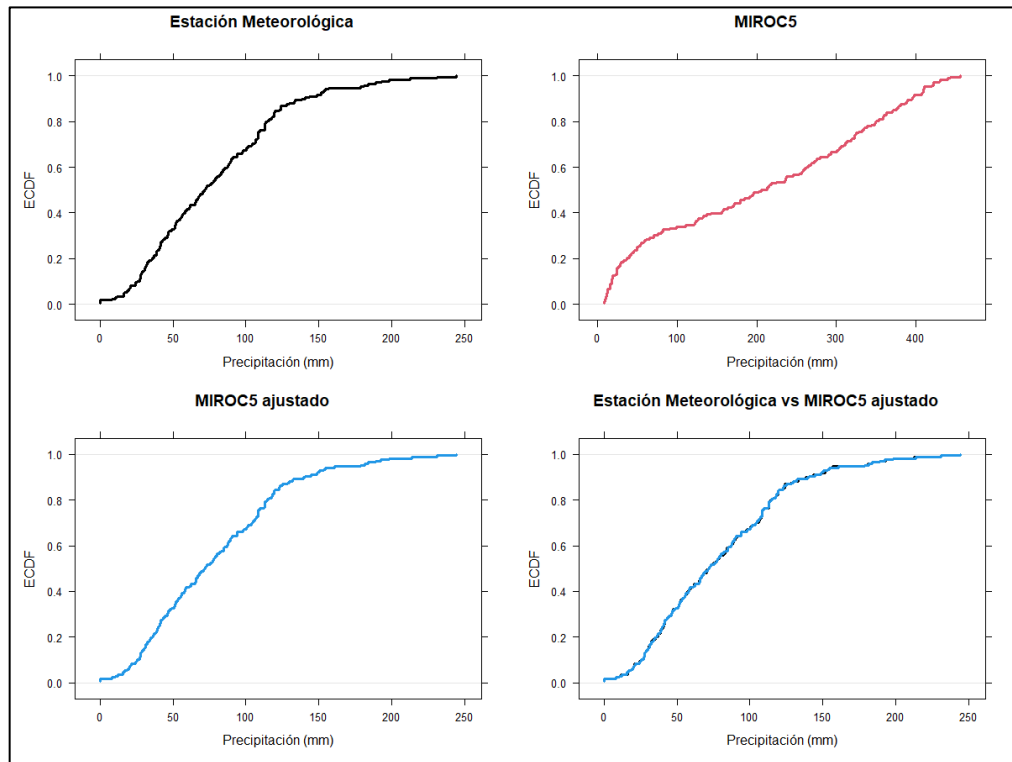 Estación Meteorológica
ECDF
1.0
0.8
0.6
0.4
0.2
0.0
0 50 100 150 200 250
Precipitación (mm)
MIROC5
ECDF
1.0
0.8
0.6
0.4
0.2
0.0
0 100 200 300 400
Precipitación (mm)
MIROC5 ajustado
ECDF
1.0
0.8
0.6
0.4
0.2
0.0
0 50 100 150 200 250
Precipitación (mm)
Estación Meteorológica vs MIROC5 ajustado
ECDF
1.0
0.8
0.6
0.4
0.2
0.0
0 50 100 150 200 250
Precipitación (mm)